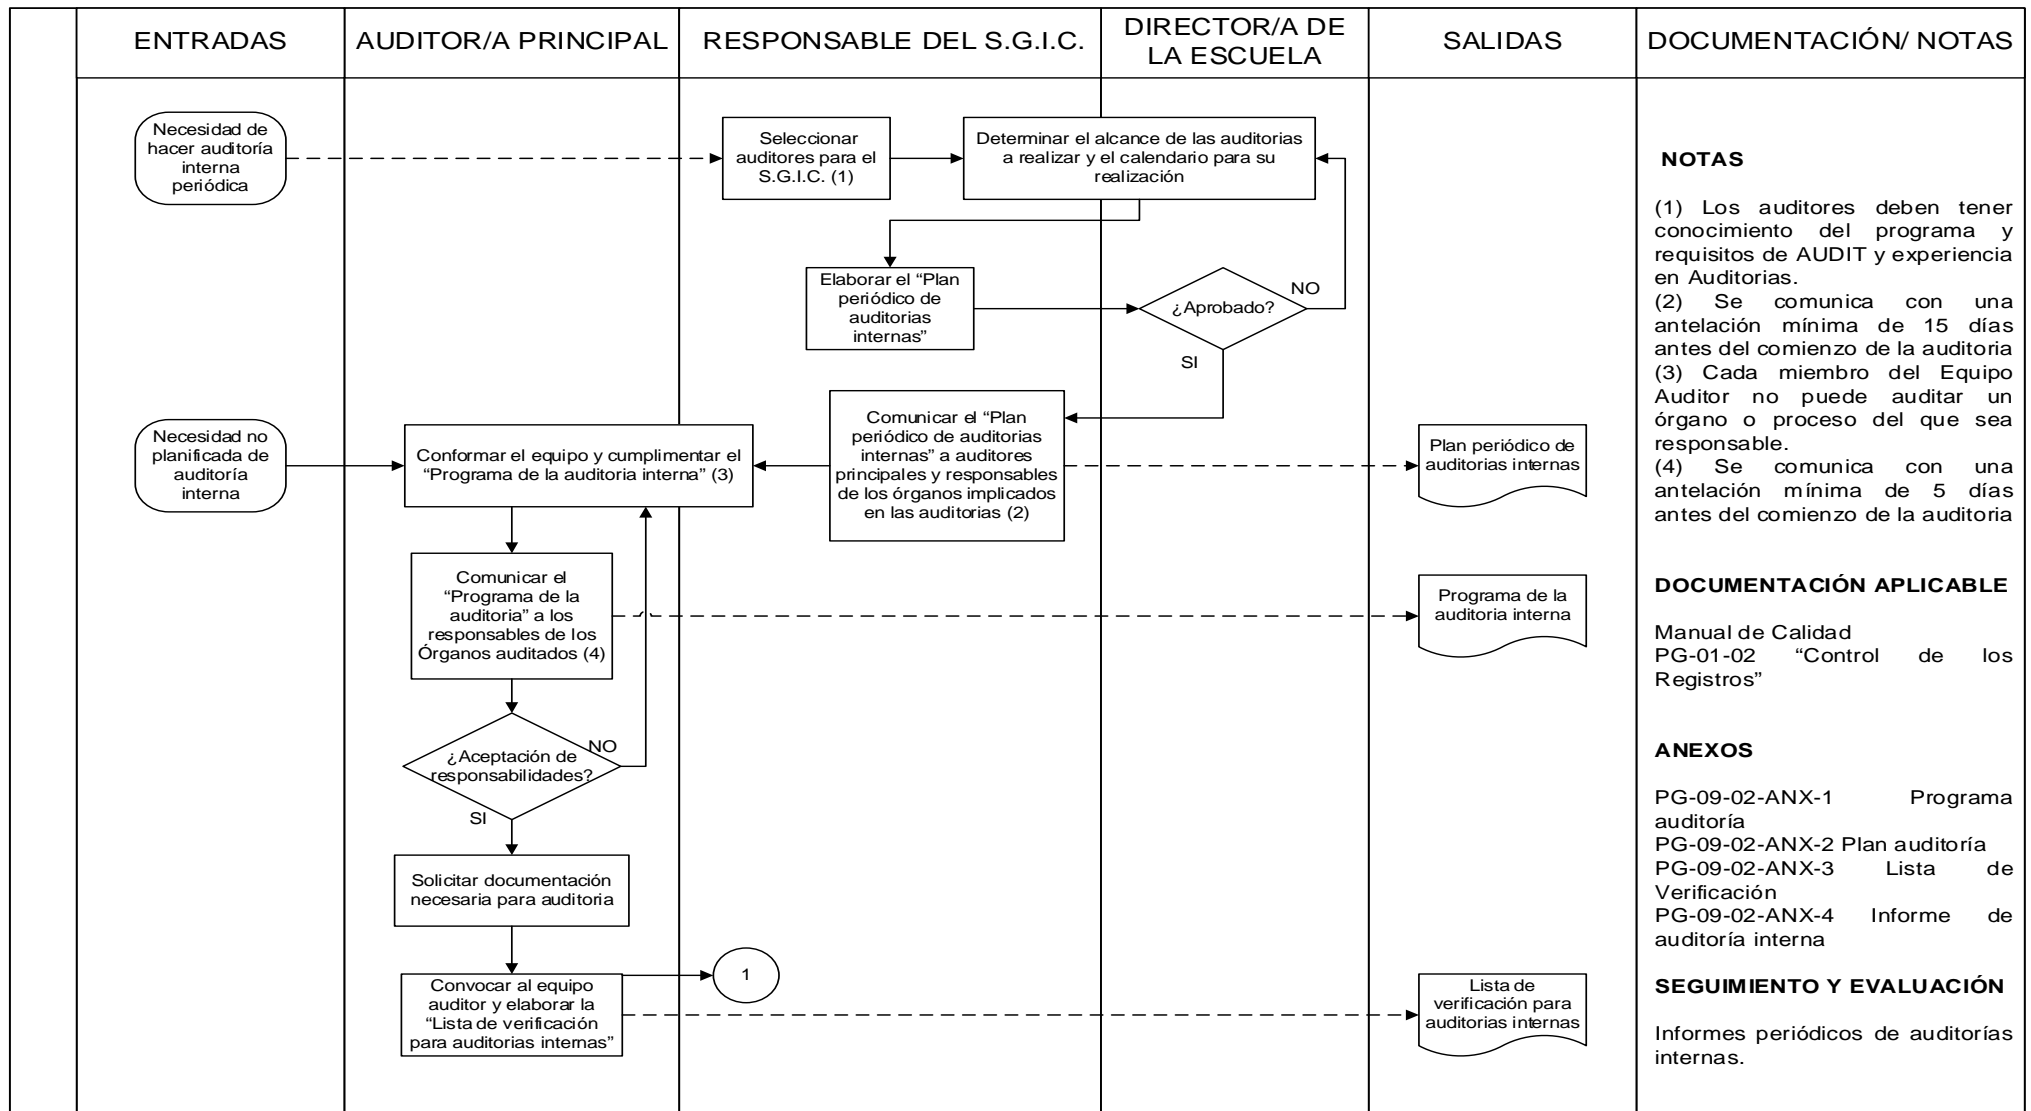 ENTRADAS
AUDITOR/A PRINCIPAL
RESPONSABLE DEL S.G.I.C.
DIRECTOR/A DE
LA ESCUELA
SALIDAS
DOCUMENTACIÓN/ NOTAS
Necesidad de
hacer auditoría
interna
periódica
Seleccionar
auditores para el
S.G.I.C. (1)
Determinar el alcance de las auditorias
a realizar y el calendario para su
realización
Elaborar el “Plan
periódico de
auditorias
internas”
¿Aprobado?
NO
SI
Necesidad no
planificada de
auditoría
interna
Conformar el equipo y cumplimentar el
“Programa de la auditoria interna” (3)
Comunicar el “Plan
periódico de auditorias
internas” a auditores
principales y responsables
de los órganos implicados
en las auditorias (2)
Plan periódico de
auditorias internas
Comunicar el
“Programa de la
auditoria” a los
responsables de los
Órganos auditados (4)
Programa de la
auditoria interna
¿Aceptación de
responsabilidades?
NO
SI
Solicitar documentación
necesaria para auditoria
Convocar al equipo
auditor y elaborar la
“Lista de verificación
para auditorias internas”
1
Lista de
verificación para
auditorias internas
NOTAS
(1) Los auditores deben tener
conocimiento del programa y
requisitos de AUDIT y experiencia
en Auditorias.
(2) Se comunica con una
antelación mínima de 15 días
antes del comienzo de la auditoria
(3) Cada miembro del Equipo
Auditor no puede auditar un
órgano o proceso del que sea
responsable.
(4) Se comunica con una
antelación mínima de 5 días
antes del comienzo de la auditoria
DOCUMENTACIÓN APLICABLE
Manual de Calidad
PG-01-02 “Control de los
Registros”
ANEXOS
PG-09-02-ANX-1 Programa
auditoría
PG-09-02-ANX-2 Plan auditoría
PG-09-02-ANX-3 Lista de
Verificación
PG-09-02-ANX-4 Informe de
auditoría interna
SEGUIMIENTO Y EVALUACIÓN
Informes periódicos de auditorías
internas.